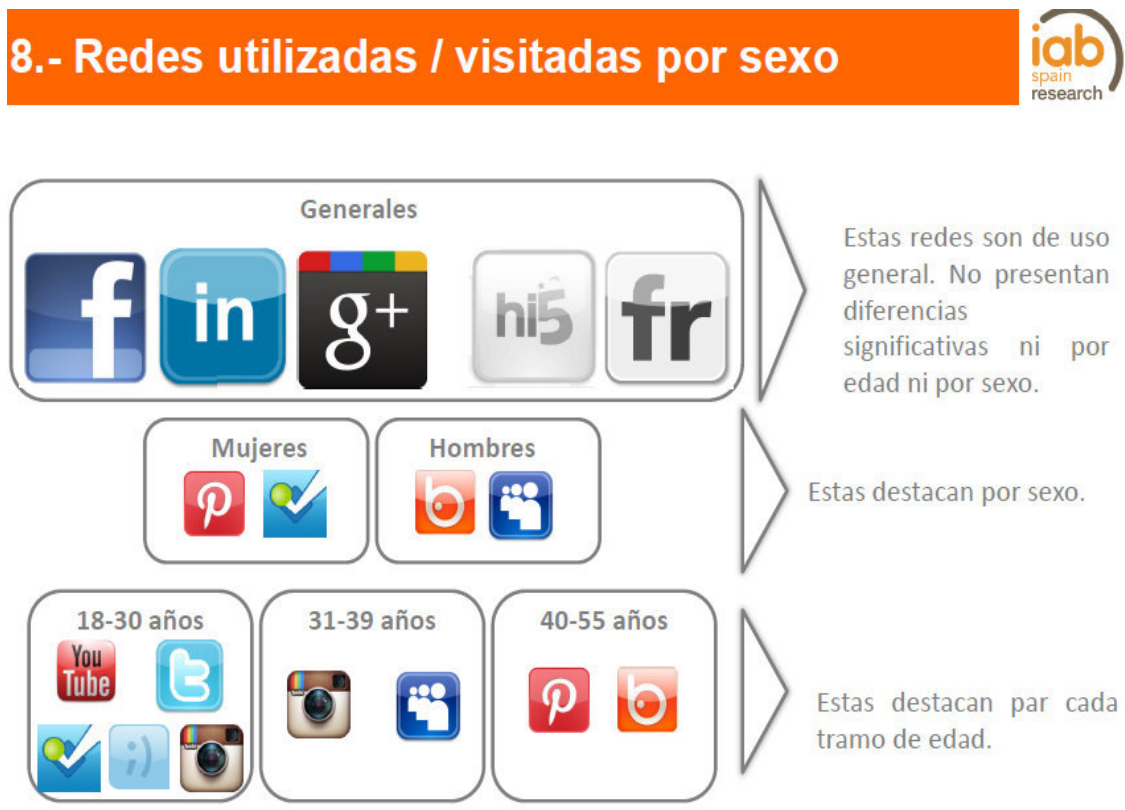 8.- Redes utilizadas / visitadas por sexo
iab
spain
research
Generales
f
in
g+
hi5
fr
Estas redes son de uso
general. No presentan
diferencias
significativas ni por
edad ni por sexo.
Mujeres
Hombres
Estas destacan por sexo.
18-30 años
31-39 años
40-55 años
You
Tube
t
;)
Estas destacan par cada
tramo de edad.